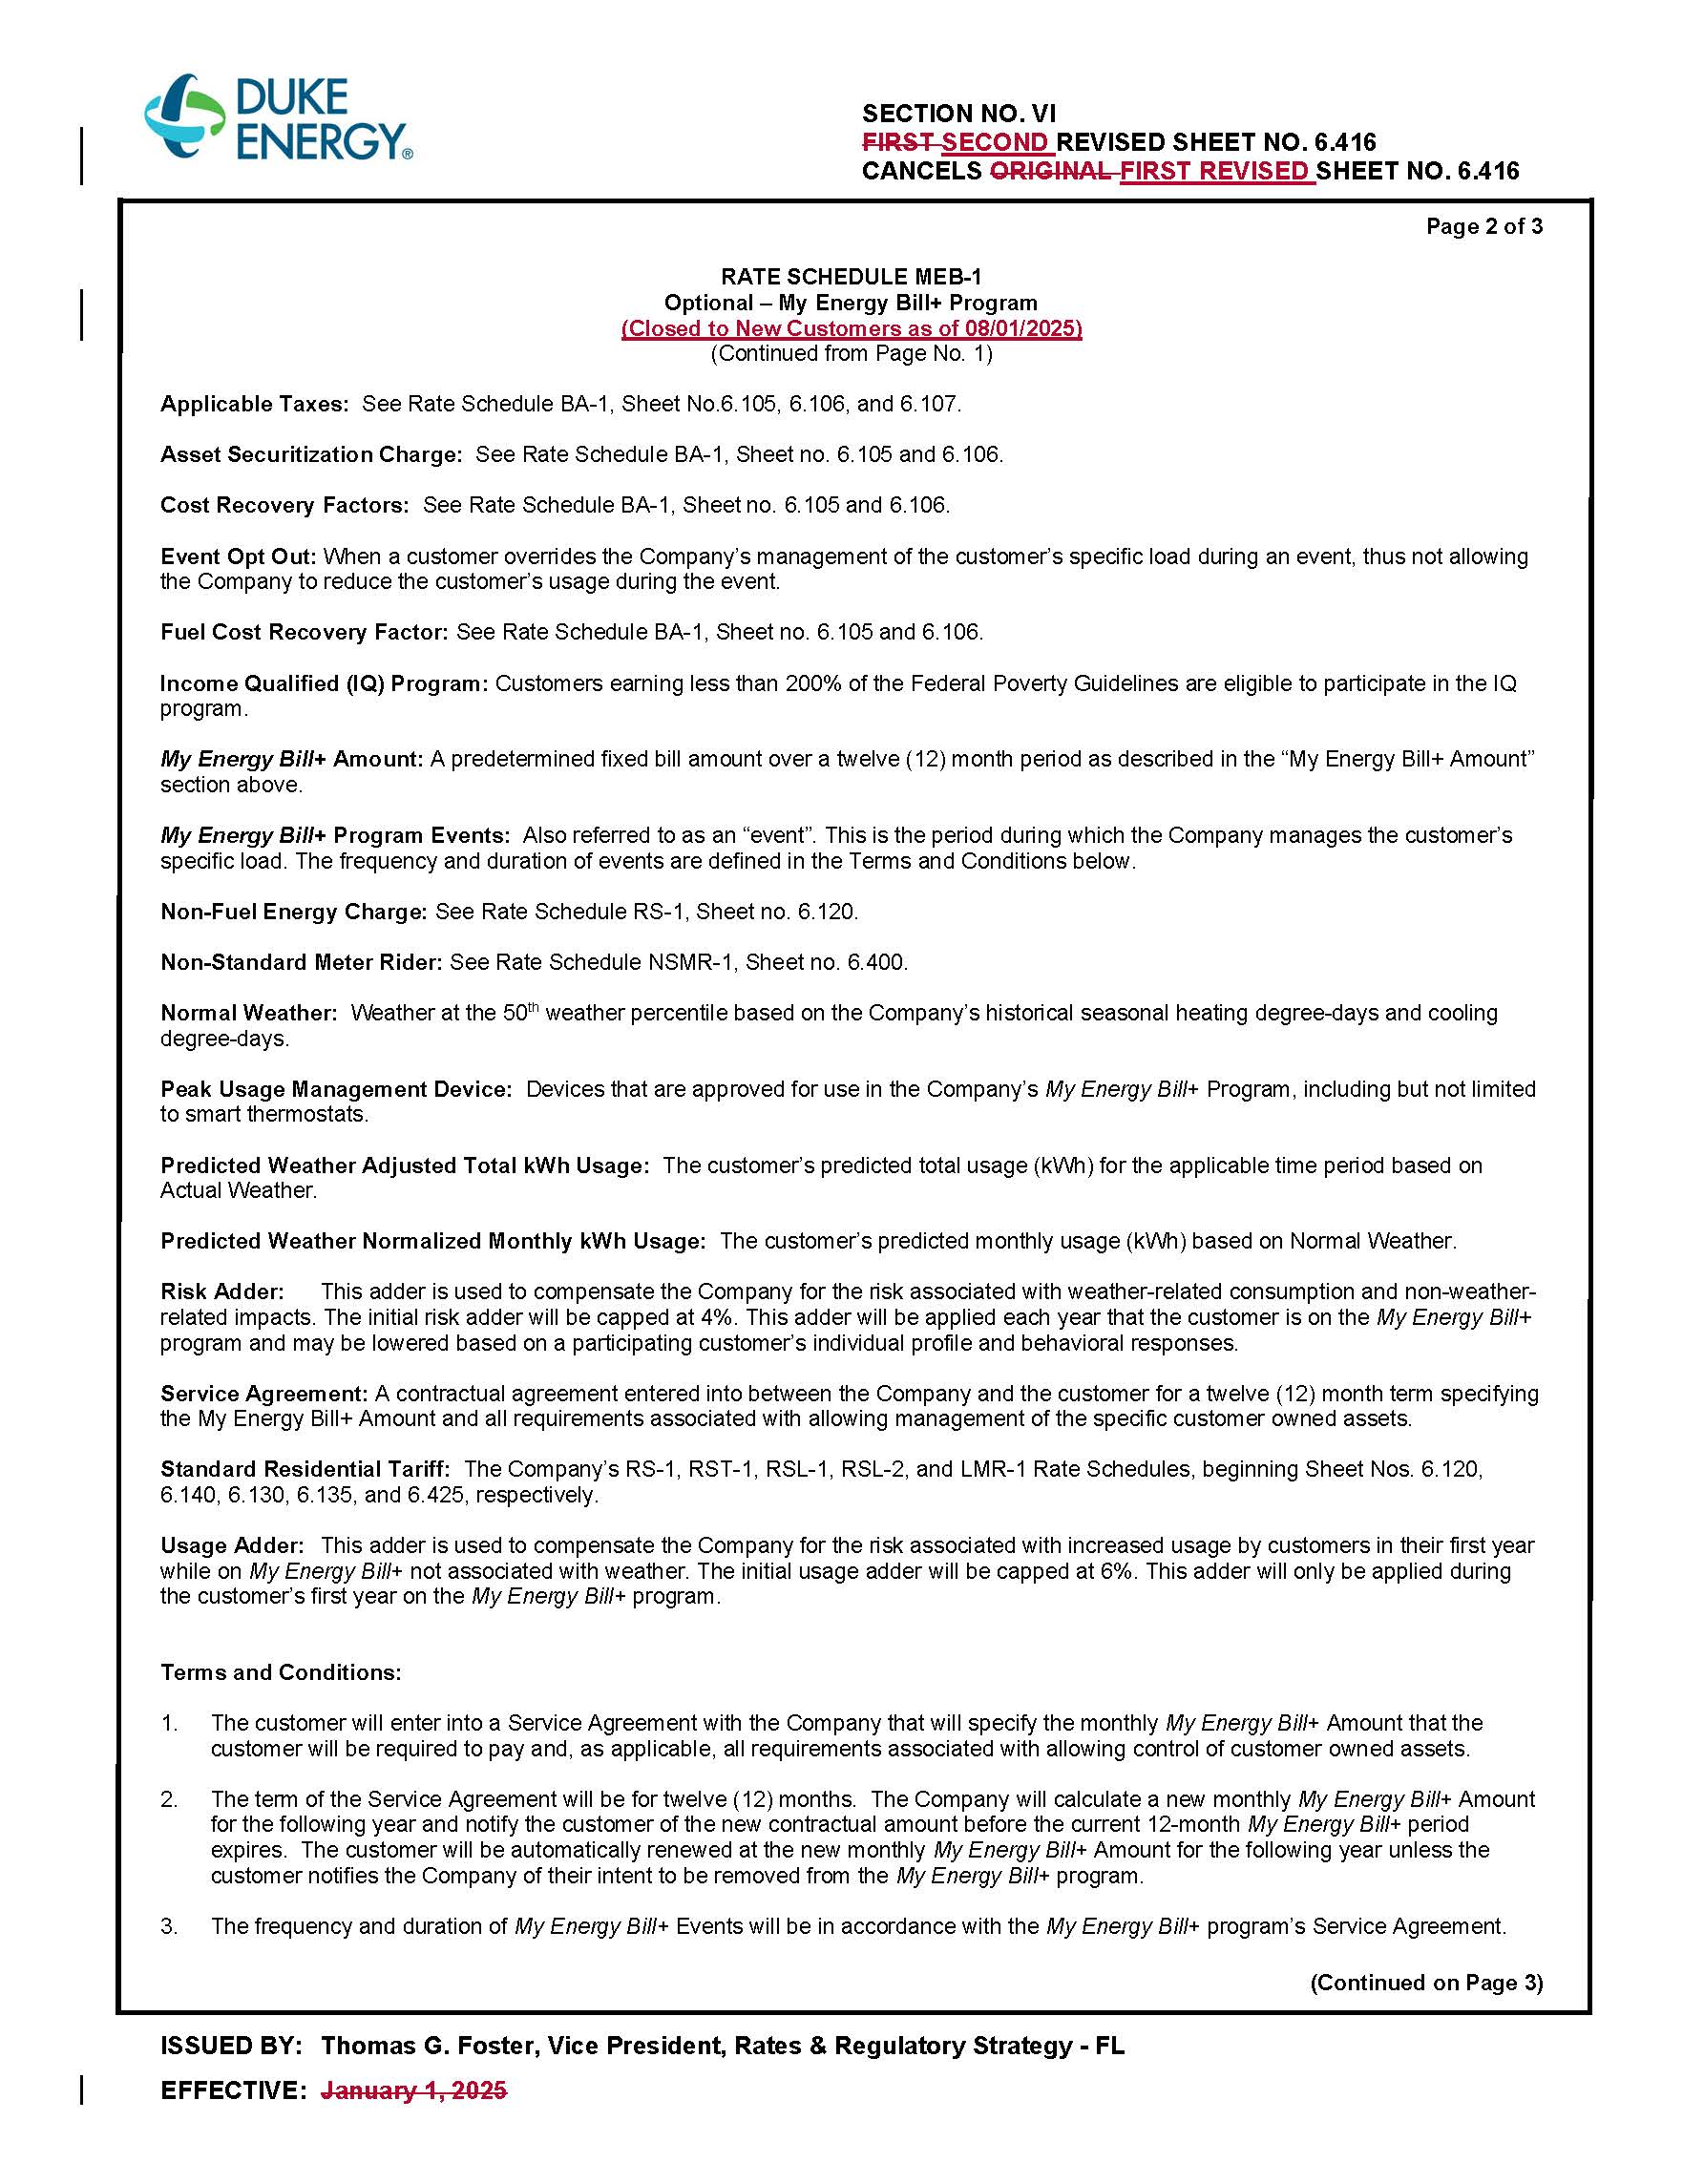 DUKE
ENERGY®
SECTION NO. VI
FIRST SECOND REVISED SHEET NO. 6.416
CANCELS ORIGINAL FIRST REVISED SHEET NO. 6.416
Page 2 of 3
RATE SCHEDULE MEB-1
Optional – My Energy Bill+ Program
(Closed to New Customers as of 08/01/2025)
(Continued from Page No. 1)
Applicable Taxes: See Rate Schedule BA-1, Sheet No.6.105, 6.106, and 6.107.
Asset Securitization Charge: See Rate Schedule BA-1, Sheet no. 6.105 and 6.106.
Cost Recovery Factors: See Rate Schedule BA-1, Sheet no. 6.105 and 6.106.
Event Opt Out: When a customer overrides the Company’s management of the customer’s specific load during an event, thus not allowing
the Company to reduce the customer’s usage during the event.
Fuel Cost Recovery Factor: See Rate Schedule BA-1, Sheet no. 6.105 and 6.106.
Income Qualified (IQ) Program: Customers earning less than 200% of the Federal Poverty Guidelines are eligible to participate in the IQ
program.
My Energy Bill+ Amount: A predetermined fixed bill amount over a twelve (12) month period as described in the “My Energy Bill+ Amount”
section above.
My Energy Bill+ Program Events: Also referred to as an “event”. This is the period during which the Company manages the customer’s
specific load. The frequency and duration of events are defined in the Terms and Conditions below.
Non-Fuel Energy Charge: See Rate Schedule RS-1, Sheet no. 6.120.
Non-Standard Meter Rider: See Rate Schedule NSMR-1, Sheet no. 6.400.
Normal Weather: Weather at the 50th weather percentile based on the Company’s historical seasonal heating degree-days and cooling
degree-days.
Peak Usage Management Device: Devices that are approved for use in the Company’s My Energy Bill+ Program, including but not limited
to smart thermostats.
Predicted Weather Adjusted Total kWh Usage: The customer’s predicted total usage (kWh) for the applicable time period based on
Actual Weather.
Predicted Weather Normalized Monthly kWh Usage: The customer’s predicted monthly usage (kWh) based on Normal Weather.
Risk Adder: This adder is used to compensate the Company for the risk associated with weather-related consumption and non-weather-
related impacts. The initial risk adder will be capped at 4%. This adder will be applied each year that the customer is on the My Energy Bill+
program and may be lowered based on a participating customer’s individual profile and behavioral responses.
Service Agreement: A contractual agreement entered into between the Company and the customer for a twelve (12) month term specifying
the My Energy Bill+ Amount and all requirements associated with allowing management of the specific customer owned assets.
Standard Residential Tariff: The Company’s RS-1, RST-1, RSL-1, RSL-2, and LMR-1 Rate Schedules, beginning Sheet Nos. 6.120,
6.140, 6.130, 6.135, and 6.425, respectively.
Usage Adder: This adder is used to compensate the Company for the risk associated with increased usage by customers in their first year
while on My Energy Bill+ not associated with weather. The initial usage adder will be capped at 6%. This adder will only be applied during
the customer’s first year on the My Energy Bill+ program.
Terms and Conditions:
1. The customer will enter into a Service Agreement with the Company that will specify the monthly My Energy Bill+ Amount that the
customer will be required to pay and, as applicable, all requirements associated with allowing control of customer owned assets.
2. The term of the Service Agreement will be for twelve (12) months. The Company will calculate a new monthly My Energy Bill+ Amount
for the following year and notify the customer of the new contractual amount before the current 12-month My Energy Bill+ period
expires. The customer will be automatically renewed at the new monthly My Energy Bill+ Amount for the following year unless the
customer notifies the Company of their intent to be removed from the My Energy Bill+ program.
3. The frequency and duration of My Energy Bill+ Events will be in accordance with the My Energy Bill+ program’s Service Agreement.
(Continued on Page 3)
ISSUED BY: Thomas G. Foster, Vice President, Rates & Regulatory Strategy - FL
EFFECTIVE: January 1, 2025